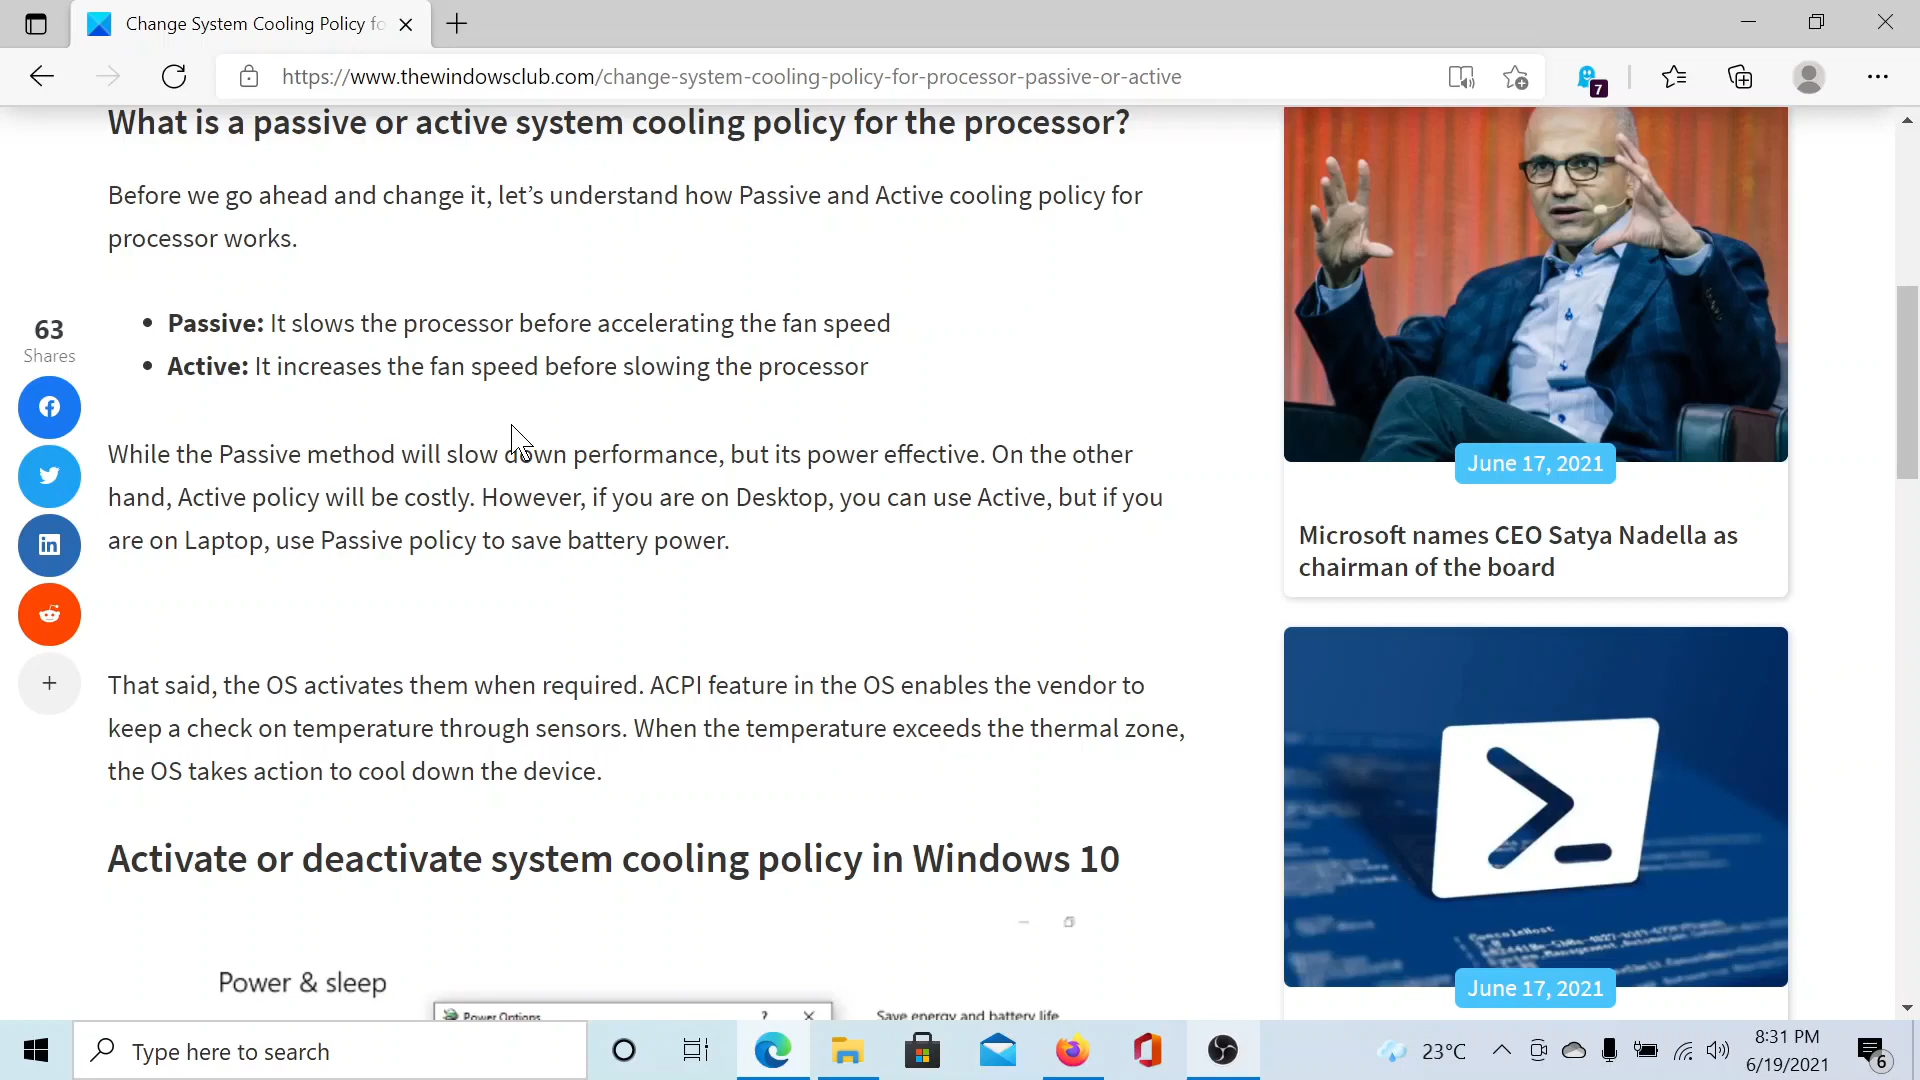 Change System Cooling Policy fo
https://www.thewindowsclub.com/change-system-cooling-policy-for-processor-passive-or-active
7
What is a passive or active system cooling policy for the processor?
Before we go ahead and change it, let's understand how Passive and Active cooling policy for
processor works.
Passive: It slows the processor before accelerating the fan speed
Active: It increases the fan speed before slowing the processor
63
Shares
While the Passive method will slow down performance, but its power effective. On the other
hand, Active policy will be costly. However, if you are on Desktop, you can use Active, but if you
are on Laptop, use Passive policy to save battery power.
That said, the OS activates them when required. ACPI feature in the OS enables the vendor to
keep a check on temperature through sensors. When the temperature exceeds the thermal zone,
the OS takes action to cool down the device.
Activate or deactivate system cooling policy in Windows 10
Power & sleep
Power Options
?
Save energy and battery life
June 17, 2021
Microsoft names CEO Satya Nadella as
chairman of the board
June 17, 2021
Type here to search
23°C
8:31 PM
6/19/2021
6